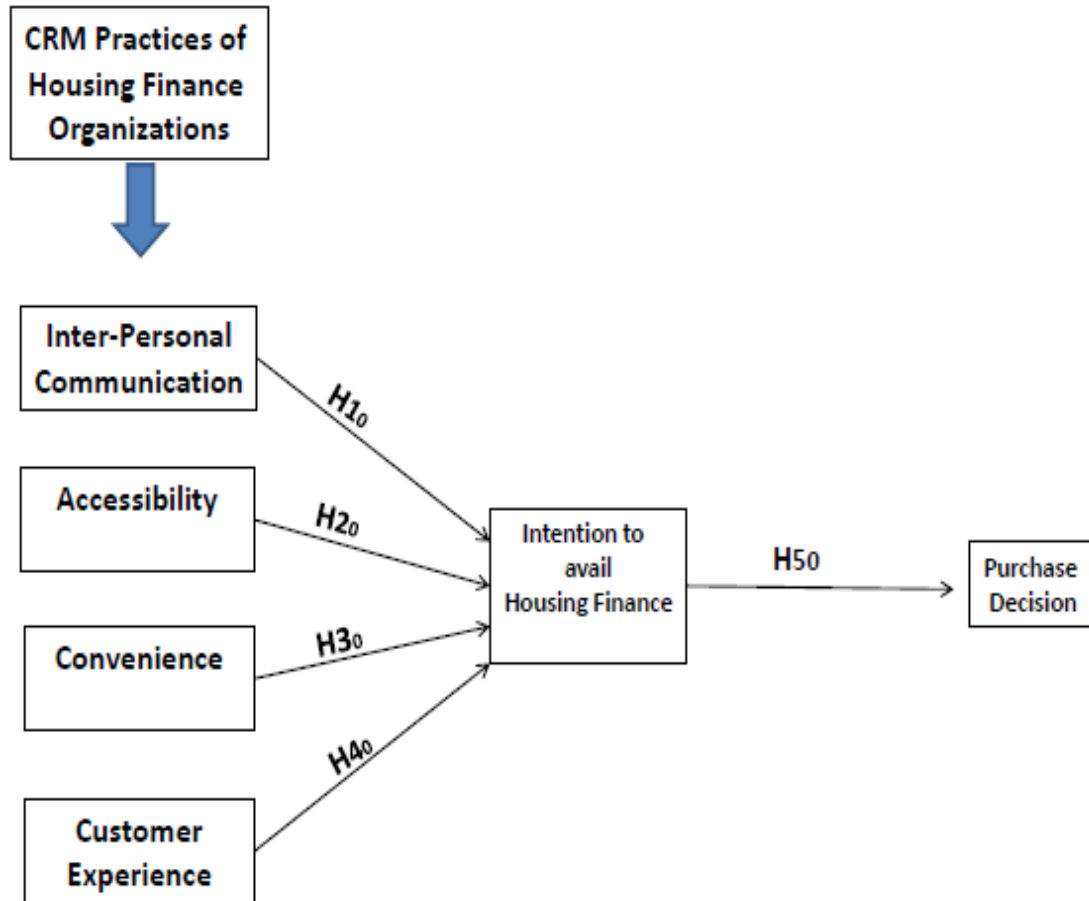 CRM Practices of
Housing Finance
Organizations
Inter-Personal
Communication
H1₀
Accessibility
H2₀
Intention to
avail
Housing Finance
H50
Purchase
Decision
Convenience
H3₀
H4₀
Customer
Experience